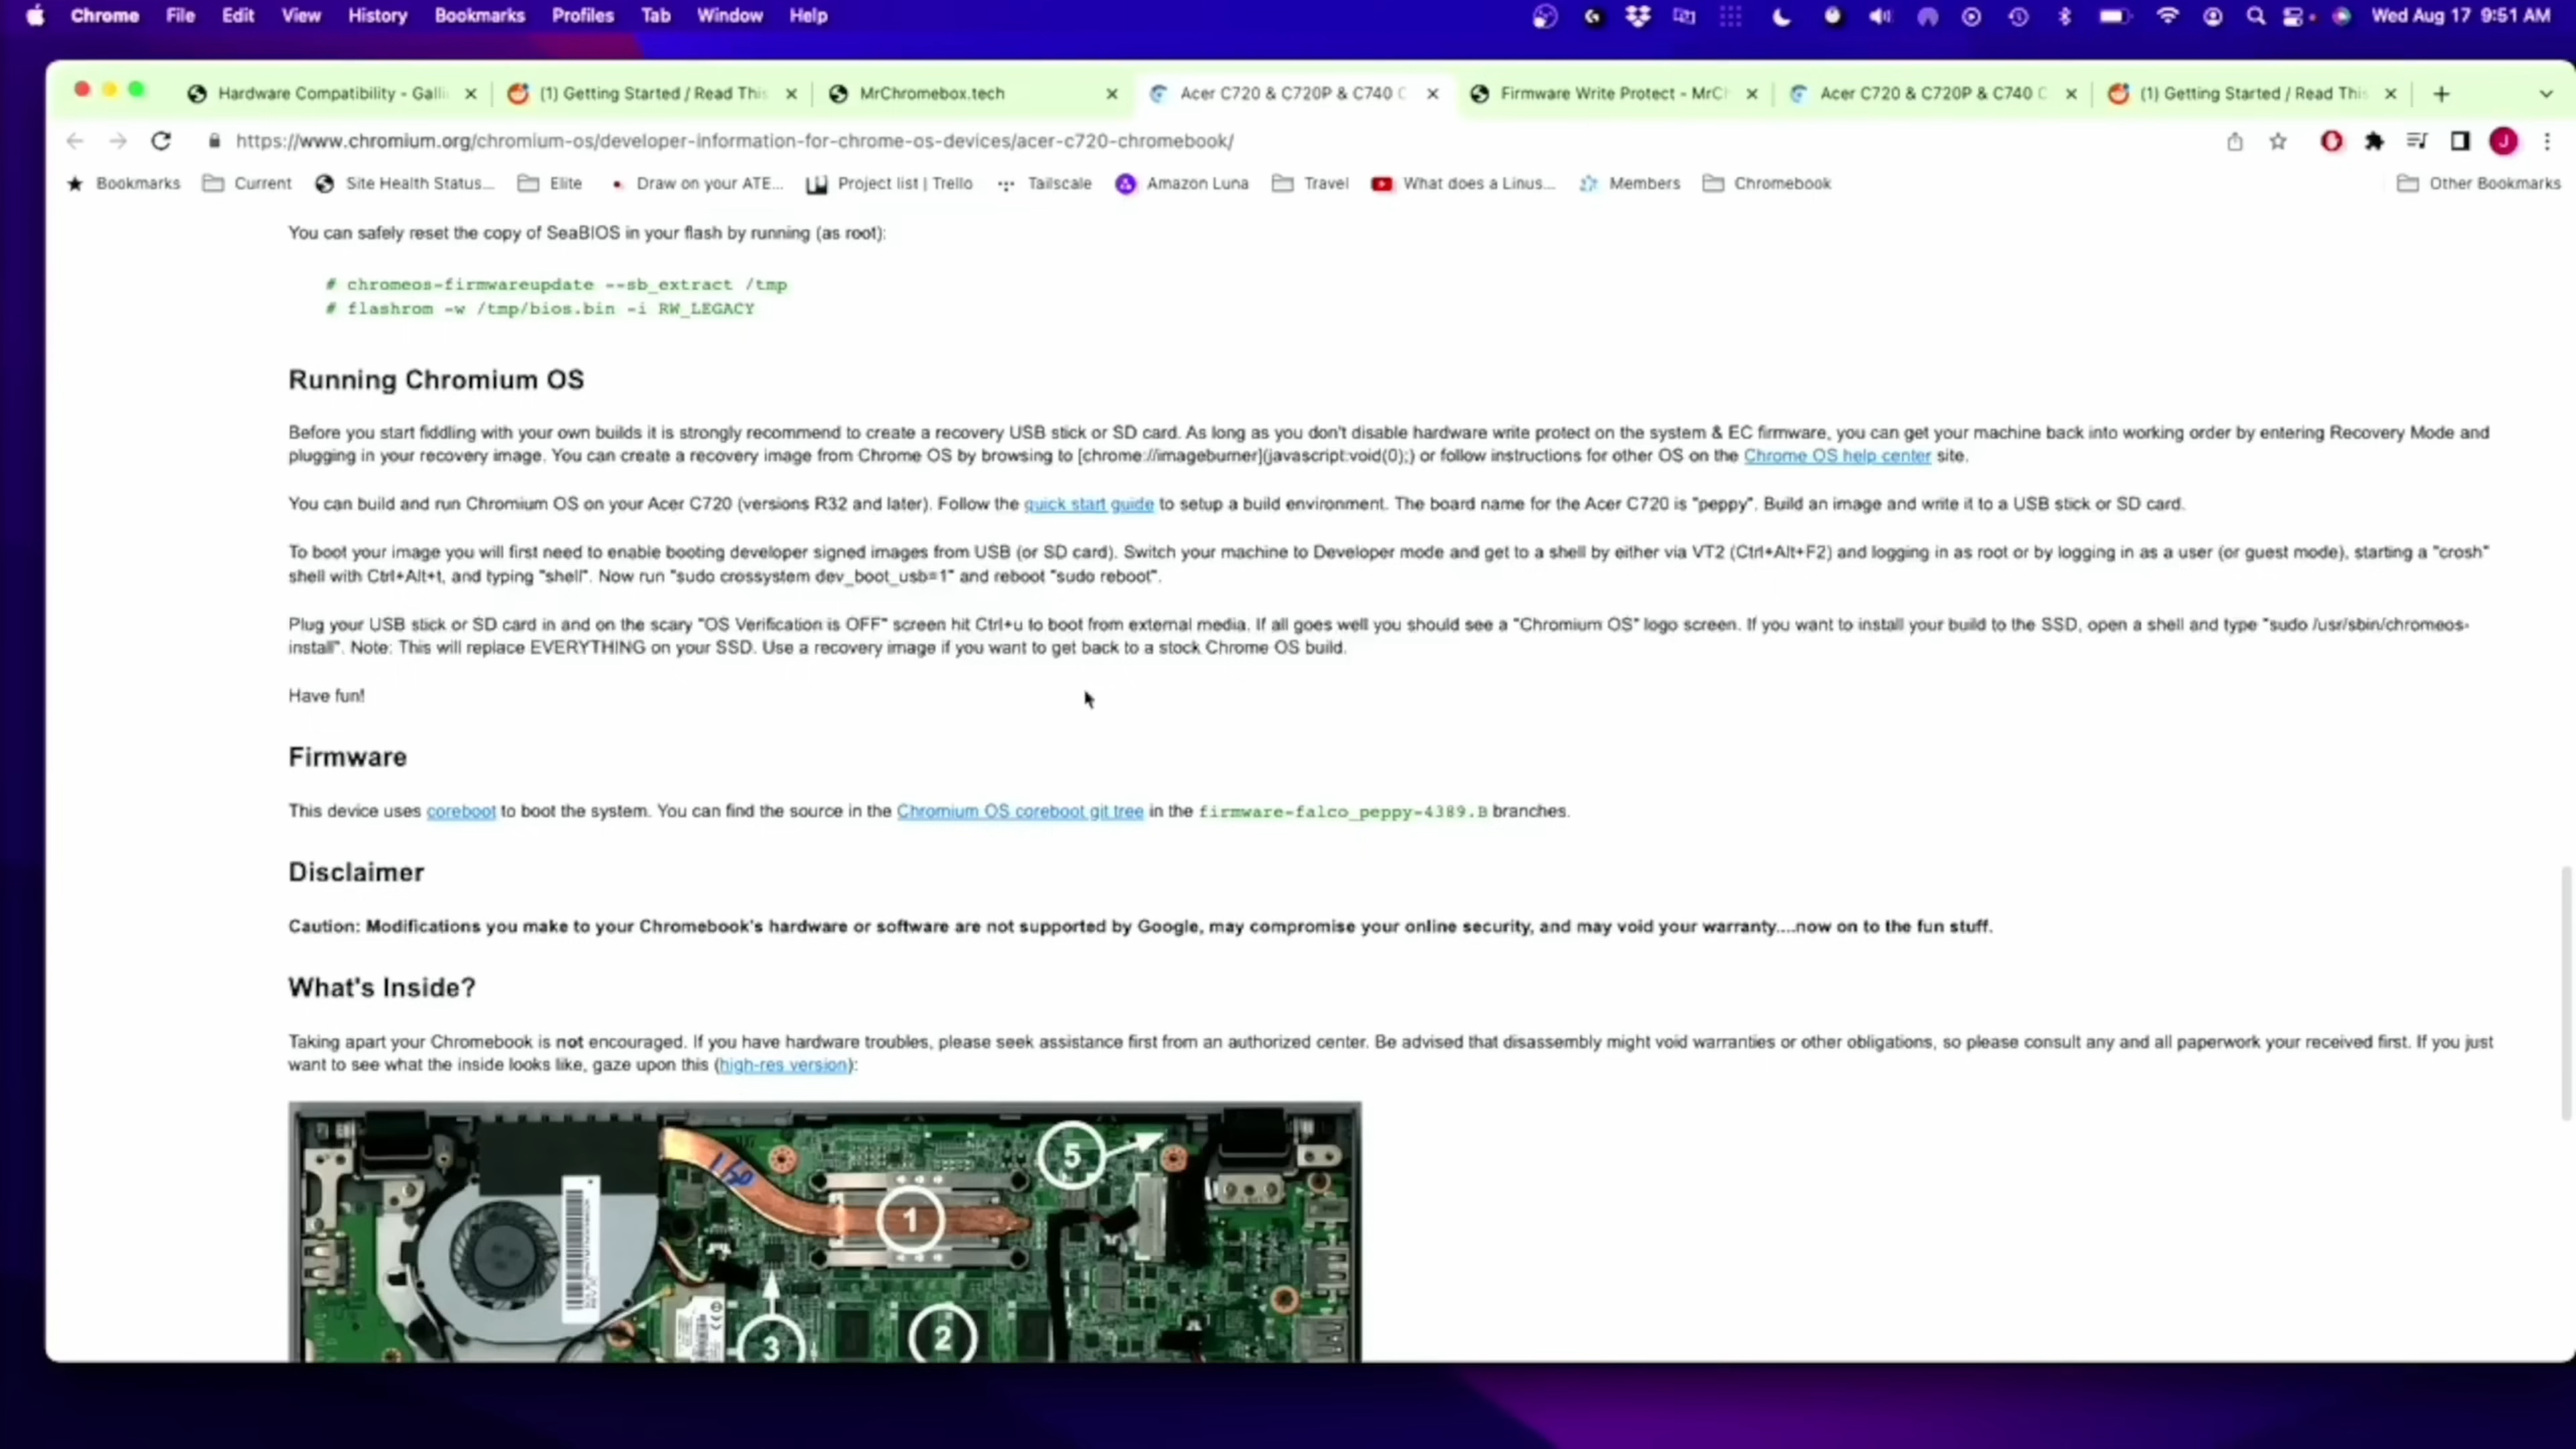 Chrome File Edit View History Bookmarks Profiles Tab Window Help Wed Aug 17 9:51 AM
Hardware Compatibility - Galli (1) Getting Started / Read This MrChromebox.tech Acer C720 & C720P & C740 C Firmware Write Protect - MrCh Acer C720 & C720P & C740 C (1) Getting Started / Read This
https://www.chromium.org/chromium-os/developer-information-for-chrome-os-devices/acer-c720-chromebook/ J
Bookmarks Current Site Health Status... Elite Draw on your ATE... Project list | Trello Tailscale Amazon Luna Travel What does a Linus... Members Chromebook Other Bookmarks
You can safely reset the copy of SeaBIOS in your flash by running (as root):
# chromeos-firmwareupdate --sb_extract /tmp
# flashrom -w /tmp/bios.bin -i RW_LEGACY
Running Chromium OS
Before you start fiddling with your own builds it is strongly recommend to create a recovery USB stick or SD card. As long as you don't disable hardware write protect on the system & EC firmware, you can get your machine back into working order by entering Recovery Mode and
plugging in your recovery image. You can create a recovery image from Chrome OS by browsing to [chrome://imageburner](javascript:void(0);) or follow instructions for other OS on the Chrome OS help center site.
You can build and run Chromium OS on your Acer C720 (versions R32 and later). Follow the quick start guide to setup a build environment. The board name for the Acer C720 is "peppy". Build an image and write it to a USB stick or SD card.
To boot your image you will first need to enable booting developer signed images from USB (or SD card). Switch your machine to Developer mode and get to a shell by either via VT2 (Ctrl+Alt+F2) and logging in as root or by logging in as a user (or guest mode), starting a "crosh"
shell with Ctrl+Alt+t, and typing "shell". Now run "sudo crossystem dev_boot_usb=1" and reboot "sudo reboot".
Plug your USB stick or SD card in and on the scary "OS Verification is OFF" screen hit Ctrl+u to boot from external media. If all goes well you should see a "Chromium OS" logo screen. If you want to install your build to the SSD, open a shell and type "sudo /usr/sbin/chromeos-
install". Note: This will replace EVERYTHING on your SSD. Use a recovery image if you want to get back to a stock Chrome OS build.
Have fun!
Firmware
This device uses coreboot to boot the system. You can find the source in the Chromium OS coreboot git tree in the firmware-falco_peppy-4389.B branches.
Disclaimer
Caution: Modifications you make to your Chromebook's hardware or software are not supported by Google, may compromise your online security, and may void your warranty....now on to the fun stuff.
What's Inside?
Taking apart your Chromebook is not encouraged. If you have hardware troubles, please seek assistance first from an authorized center. Be advised that disassembly might void warranties or other obligations, so please consult any and all paperwork your received first. If you just
want to see what the inside looks like, gaze upon this (high-res version):
5
1
2
3